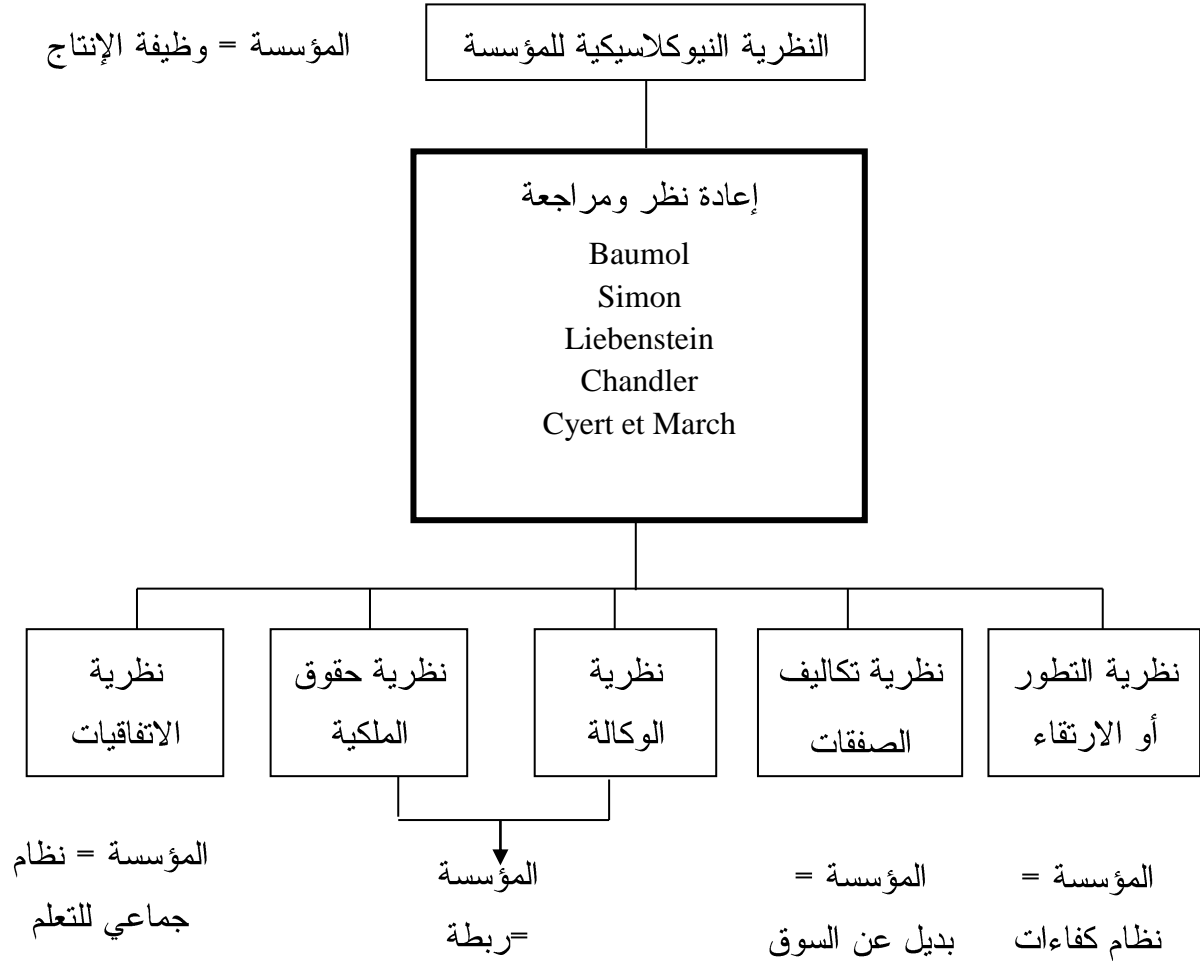 النظرية النيوكلاسيكية للمؤسسة
المؤسسة = وظيفة الإنتاج
إعادة نظر ومراجعة
Baumol
Simon
Liebenstein
Chandler
Cyert et March
نظرية التطور
أو الارتقاء
نظرية تكاليف
الصفقات
نظرية
الوكالة
نظرية حقوق
الملكية
نظرية
الاتفاقيات
المؤسسة =
نظام كفاءات
المؤسسة =
بديل عن السوق
المؤسسة
=ربطة
المؤسسة = نظام
جماعي للتعلم